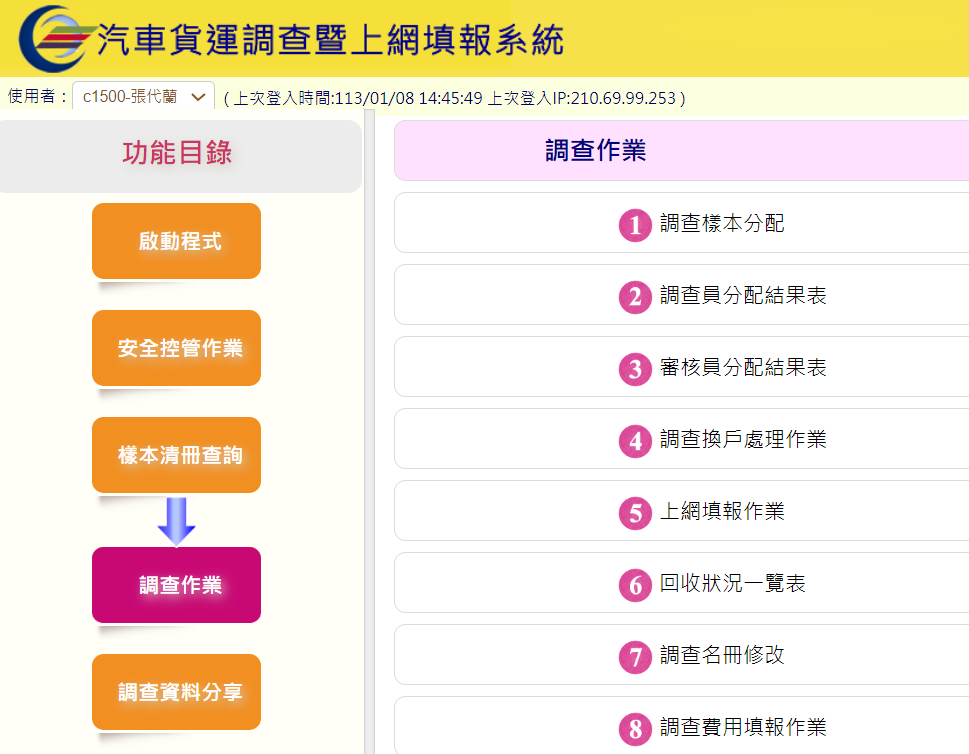 汽車貨運調查暨上網填報系統
使用者： c1500-張代蘭 ( 上次登入時間:113/01/08 14:45:49 上次登入IP:210.69.99.253 )
功能目錄
啟動程式
安全控管作業
樣本清冊查詢
調查作業
調查資料分享
調查作業
1 調查樣本分配
2 調查員分配結果表
3 審核員分配結果表
4 調查換戶處理作業
5 上網填報作業
6 回收狀況一覽表
7 調查名冊修改
8 調查費用填報作業